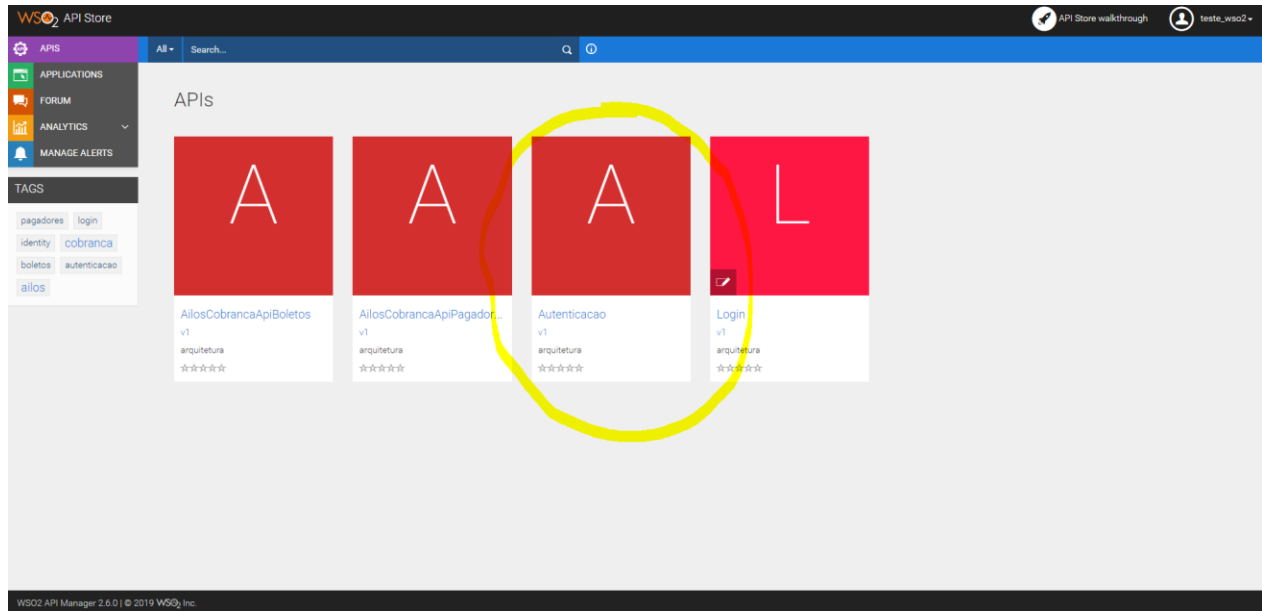 WSO2 API Store
API Store walkthrough
teste_wso2
APIS
All
Search...
APPLICATIONS
FORUM
ANALYTICS
MANAGE ALERTS
TAGS
pagadores login
identity cobranca
boletos autenticacao
ailos
APIs
A A A L
AilosCobrancaApiBoletos AilosCobrancaApiPagador... Autenticacao Login
v1 v1 v1 v1
arquitetura arquitetura arquitetura arquitetura
WSO2 API Manager 2.6.0 | © 2019 WSO2 Inc.